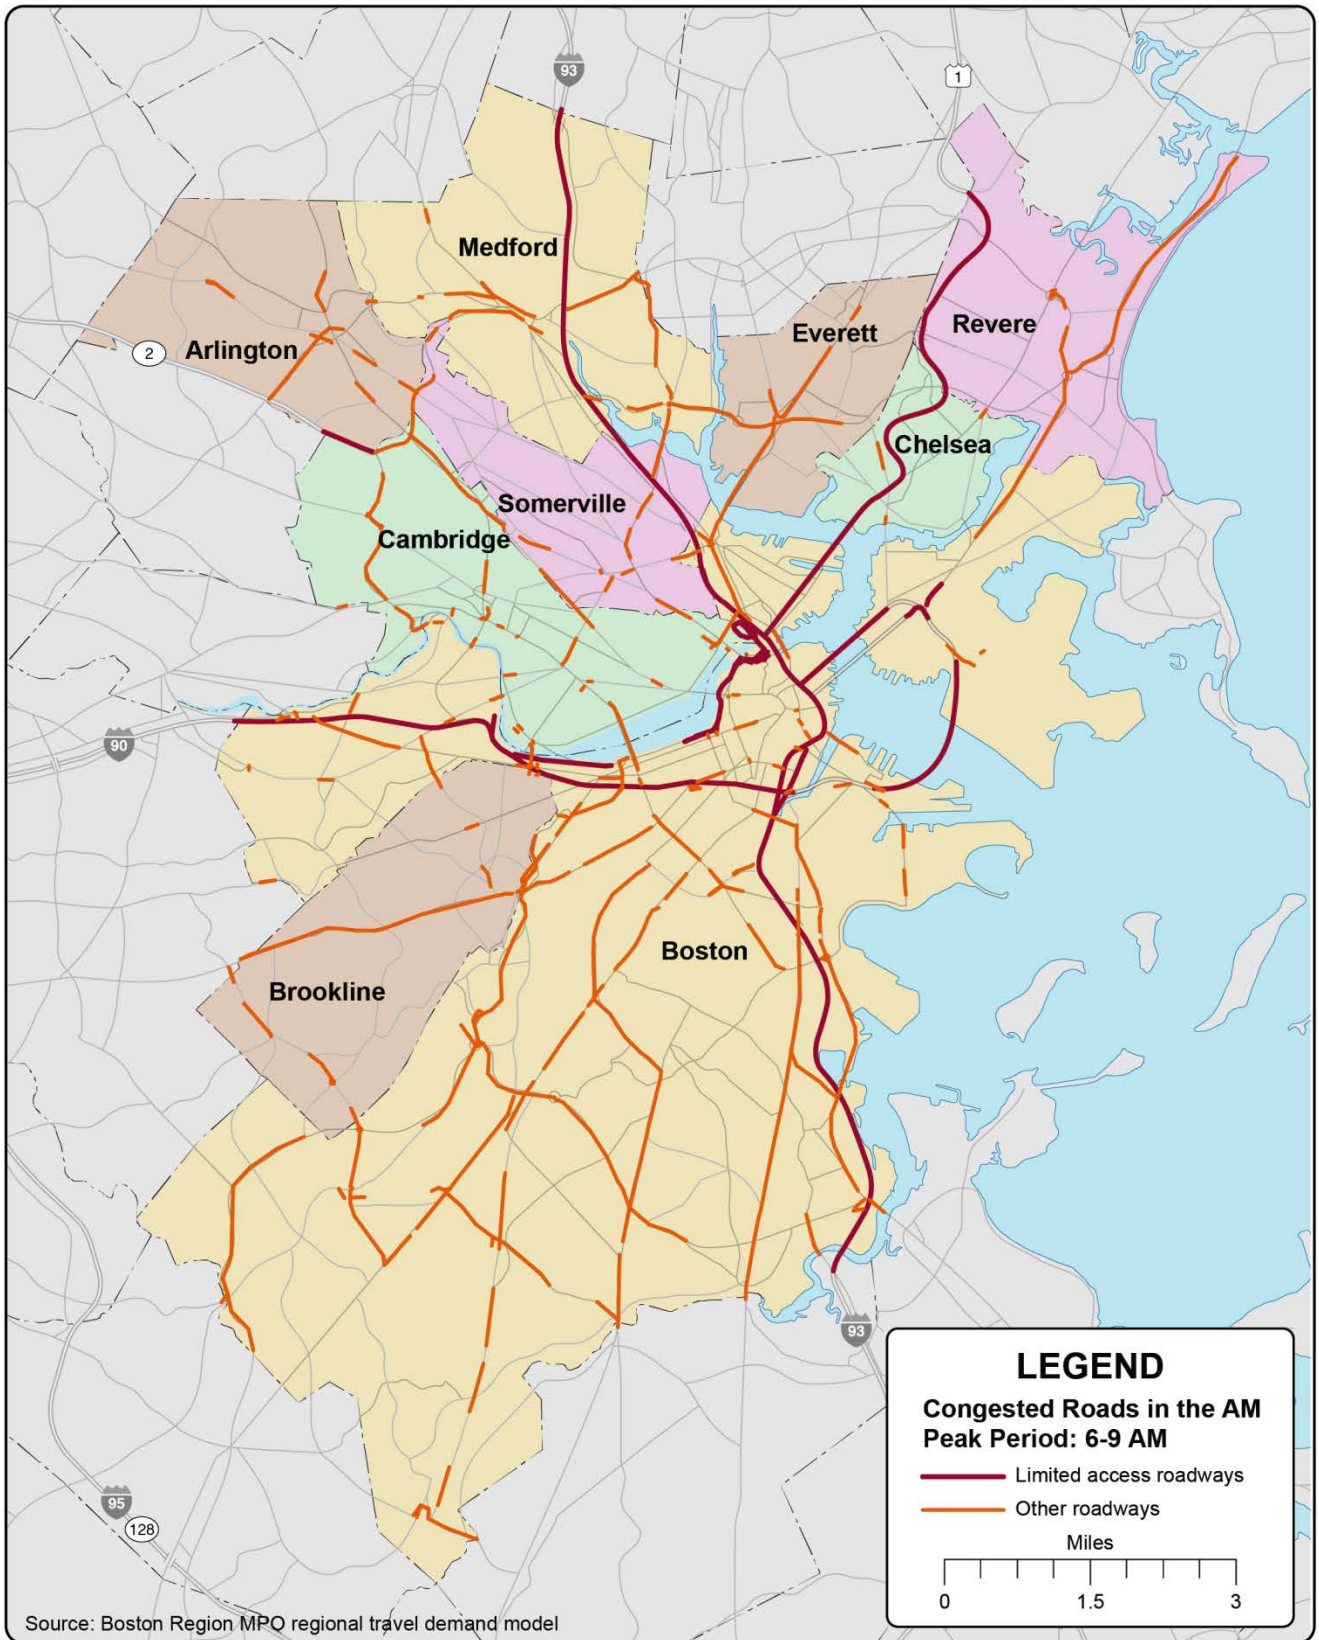 93
1
Medford
Everett
Revere
2
Arlington
Chelsea
Somerville
Cambridge
90
Boston
Brookline
93
LEGEND
Congested Roads in the AM
Peak Period: 6-9 AM
Limited access roadways
Other roadways
Miles
0 1.5 3
95
128
Source: Boston Region MPO regional travel demand model